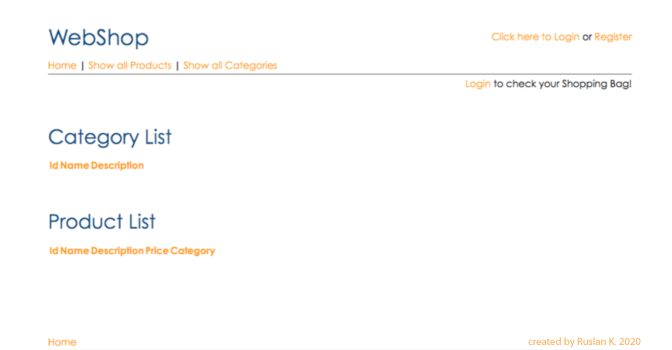 WebShop
Click here to Login or Register
Home | Show all Products | Show all Categories
Login to check your Shopping Bag!
Category List
Id Name Description
Product List
Id Name Description Price Category
Home
created by Ruslan K. 2020